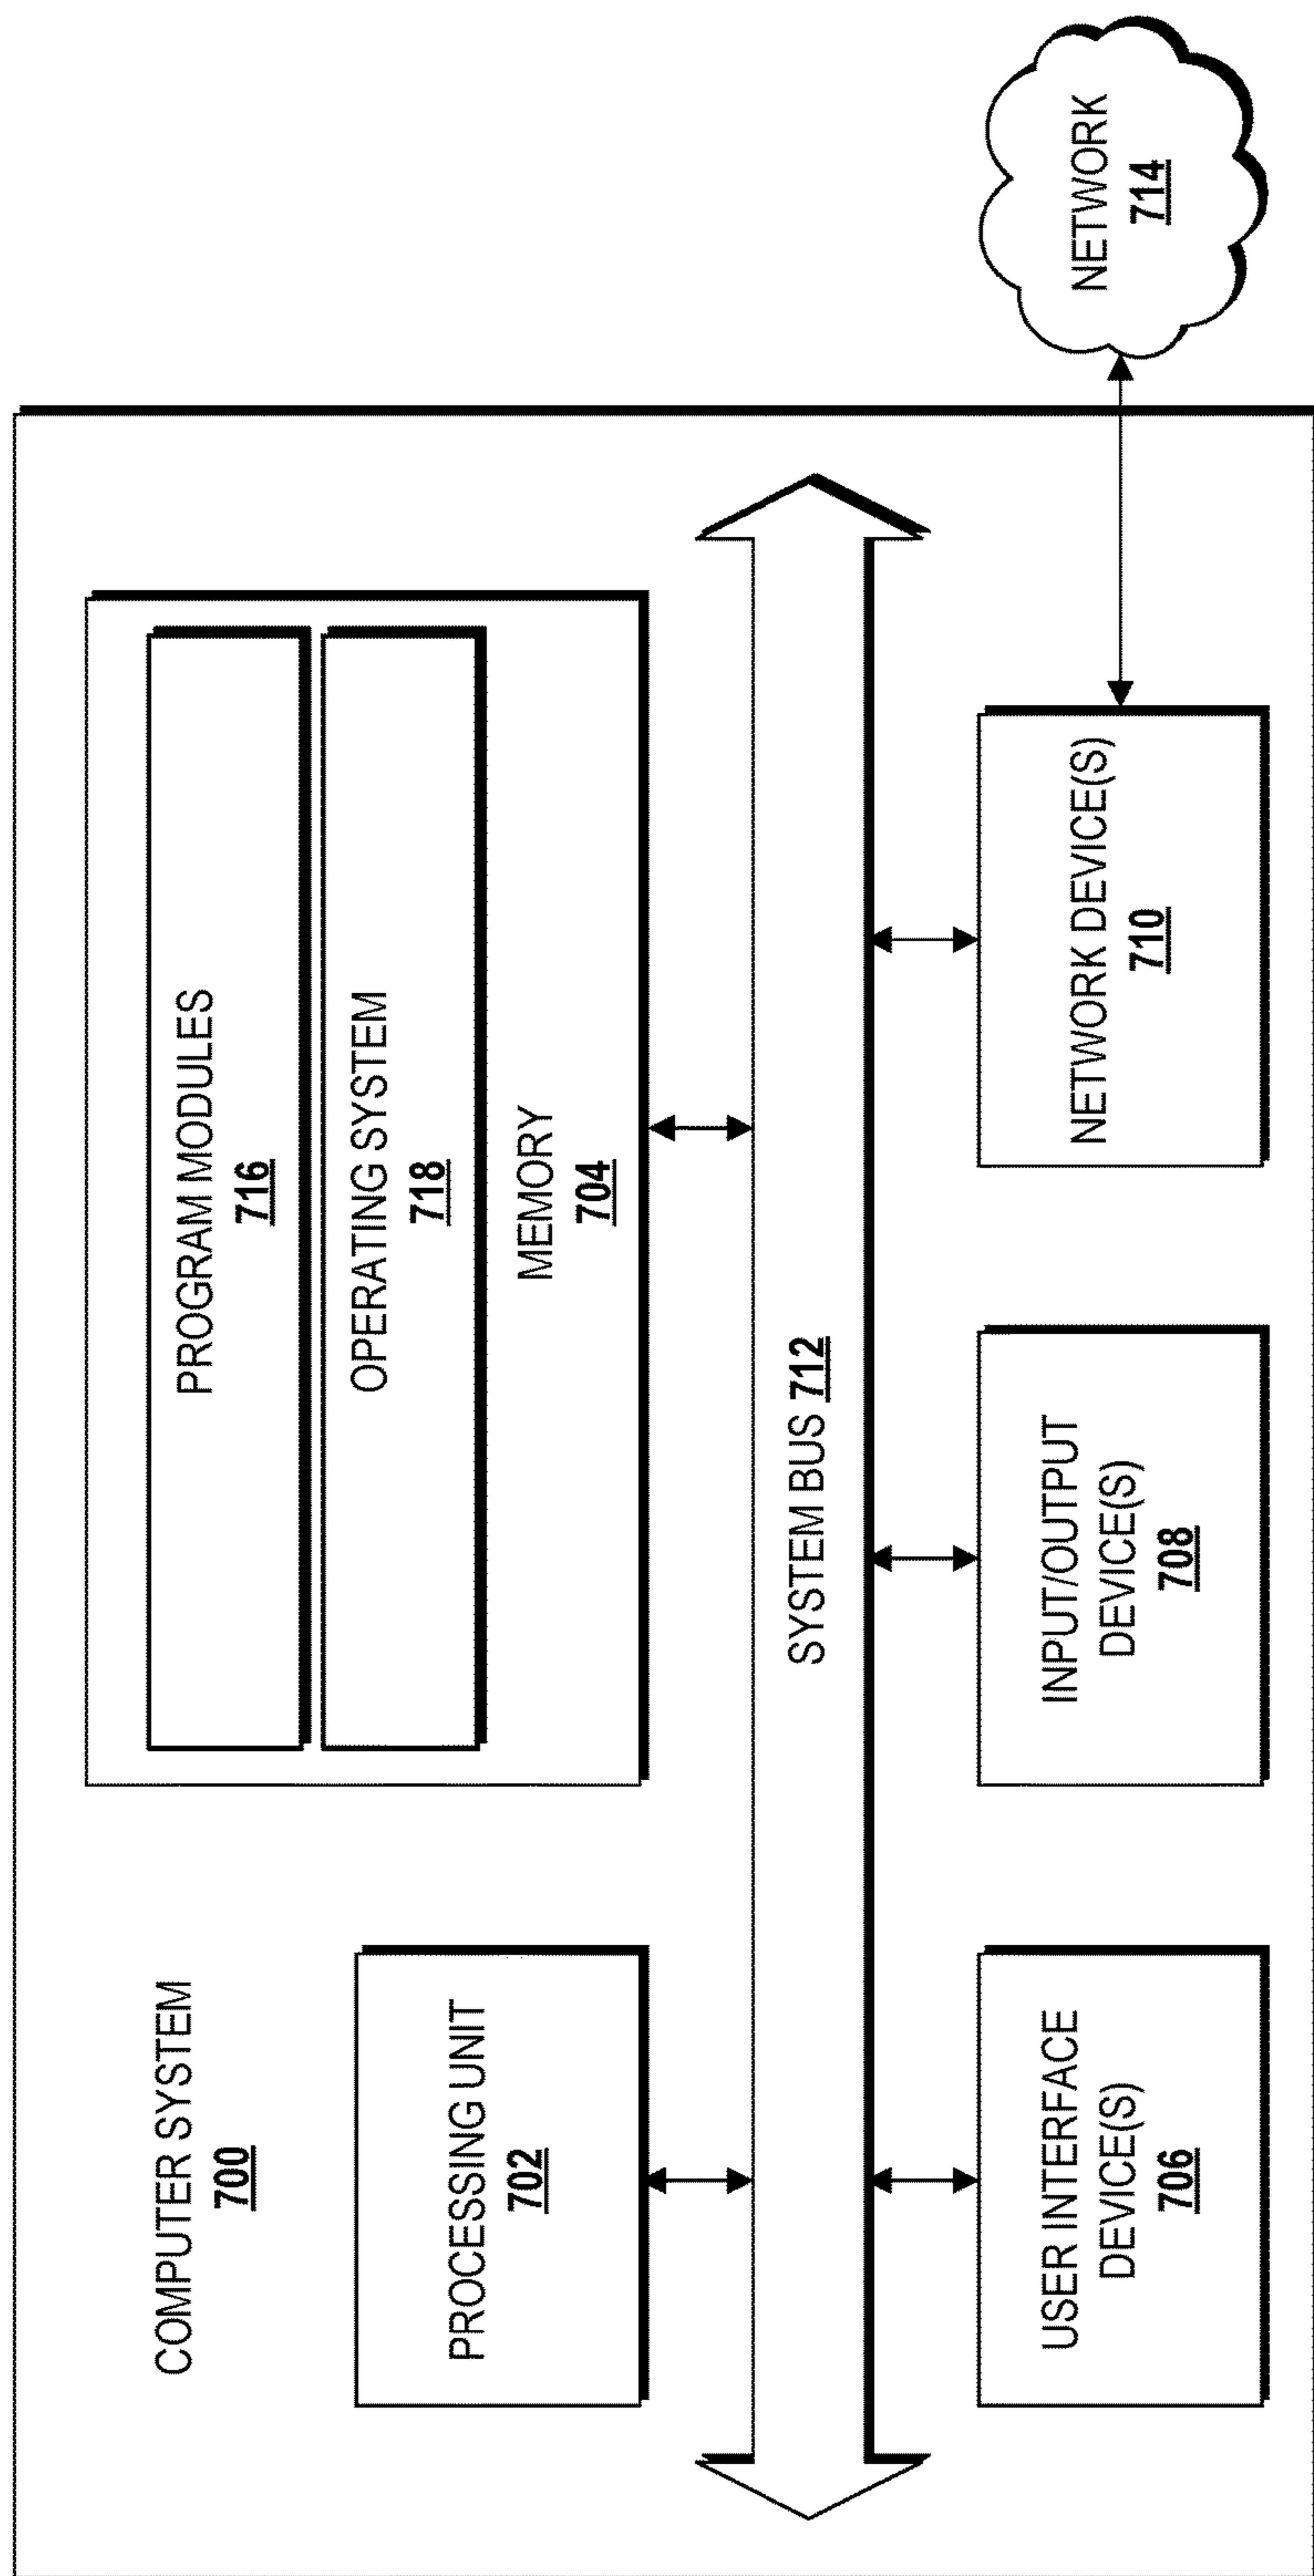 COMPUTER SYSTEM
700
PROCESSING UNIT
702
PROGRAM MODULES
716
OPERATING SYSTEM
718
MEMORY
704
SYSTEM BUS 712
USER INTERFACE
DEVICE(S)
706
INPUT/OUTPUT
DEVICE(S)
708
NETWORK DEVICE(S)
710
NETWORK
714